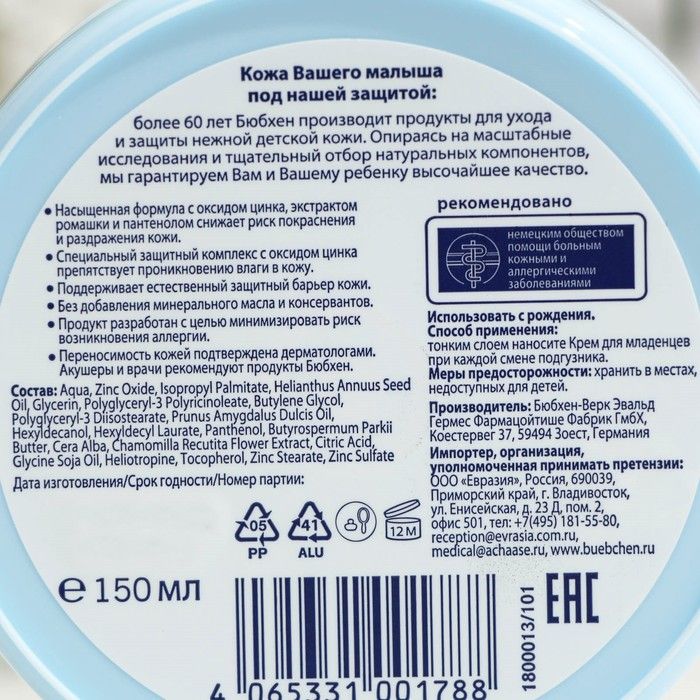 Кожа Вашего малыша
под нашей защитой:
более 60 лет Бюбхен производит продукты для ухода
и защиты нежной детской кожи. Опираясь на масштабные
исследования и тщательный отбор натуральных компонентов,
мы гарантируем Вам и Вашему ребенку высочайшее качество.
• Насыщенная формула с оксидом цинка, экстрактом
ромашки и пантенолом снижает риск покраснения
и раздражения кожи.
• Специальный защитный комплекс с оксидом цинка
препятствует проникновению влаги в кожу.
• Поддерживает естественный защитный барьер кожи.
• Без добавления минерального масла и консервантов.
• Продукт разработан с целью минимизировать риск
возникновения аллергии.
• Переносимость кожей подтверждена дерматологами.
Акушеры и врачи рекомендуют продукты Бюбхен.
Состав: Aqua, Zinc Oxide, Isopropyl Palmitate, Helianthus Annuus Seed
Oil, Glycerin, Polyglyceryl-3 Polyricinoleate, Butylene Glycol,
Polyglyceryl-3 Diisostearate, Prunus Amygdalus Dulcis Oil,
Hexyldecanol, Hexyldecyl Laurate, Panthenol, Butyrospermum Parkii
Butter, Cera Alba, Chamomilla Recutita Flower Extract, Citric Acid,
Glycine Soja Oil, Heliotropine, Tocopherol, Zinc Stearate, Zinc Sulfate
Дата изготовления/Срок годности/Номер партии:
рекомендовано
немецким обществом
помощи больным
кожными и
аллергическими
заболеваниями
Использовать с рождения.
Способ применения:
тонким слоем наносите Крем для младенцев
при каждой смене подгузника.
Меры предосторожности: хранить в местах,
недоступных для детей.
Производитель: Бюбхен-Верк Эвальд
Гермес Фармацойтише Фабрик ГмбХ,
Коестервег 37, 59494 Зоест, Германия
Импортер, организация,
уполномоченная принимать претензии:
ООО «Евразия», Россия, 690039,
Приморский край, г. Владивосток,
ул. Енисейская, д. 23 Д, пом. 2,
офис 501, тел: +7(495) 181-55-80,
reception@evrasia.com.ru,
medical@achaase.ru, www.buebchen.ru
05
PP
41
ALU
12 M
℮ 150 мл
EAC
1800013/101
4 065331 001788